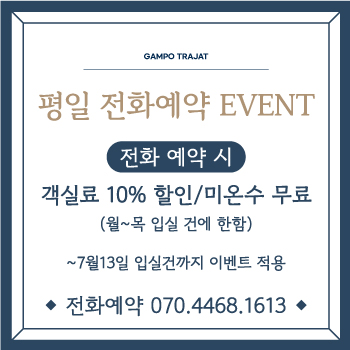 GAMPO TRAJAT
평일 전화예약 EVENT
전화 예약 시
객실료 10% 할인/미온수 무료
(월~목 입실 건에 한함)
~7월13일 입실건까지 이벤트 적용
◆ 전화예약 070.4468.1613 ◆